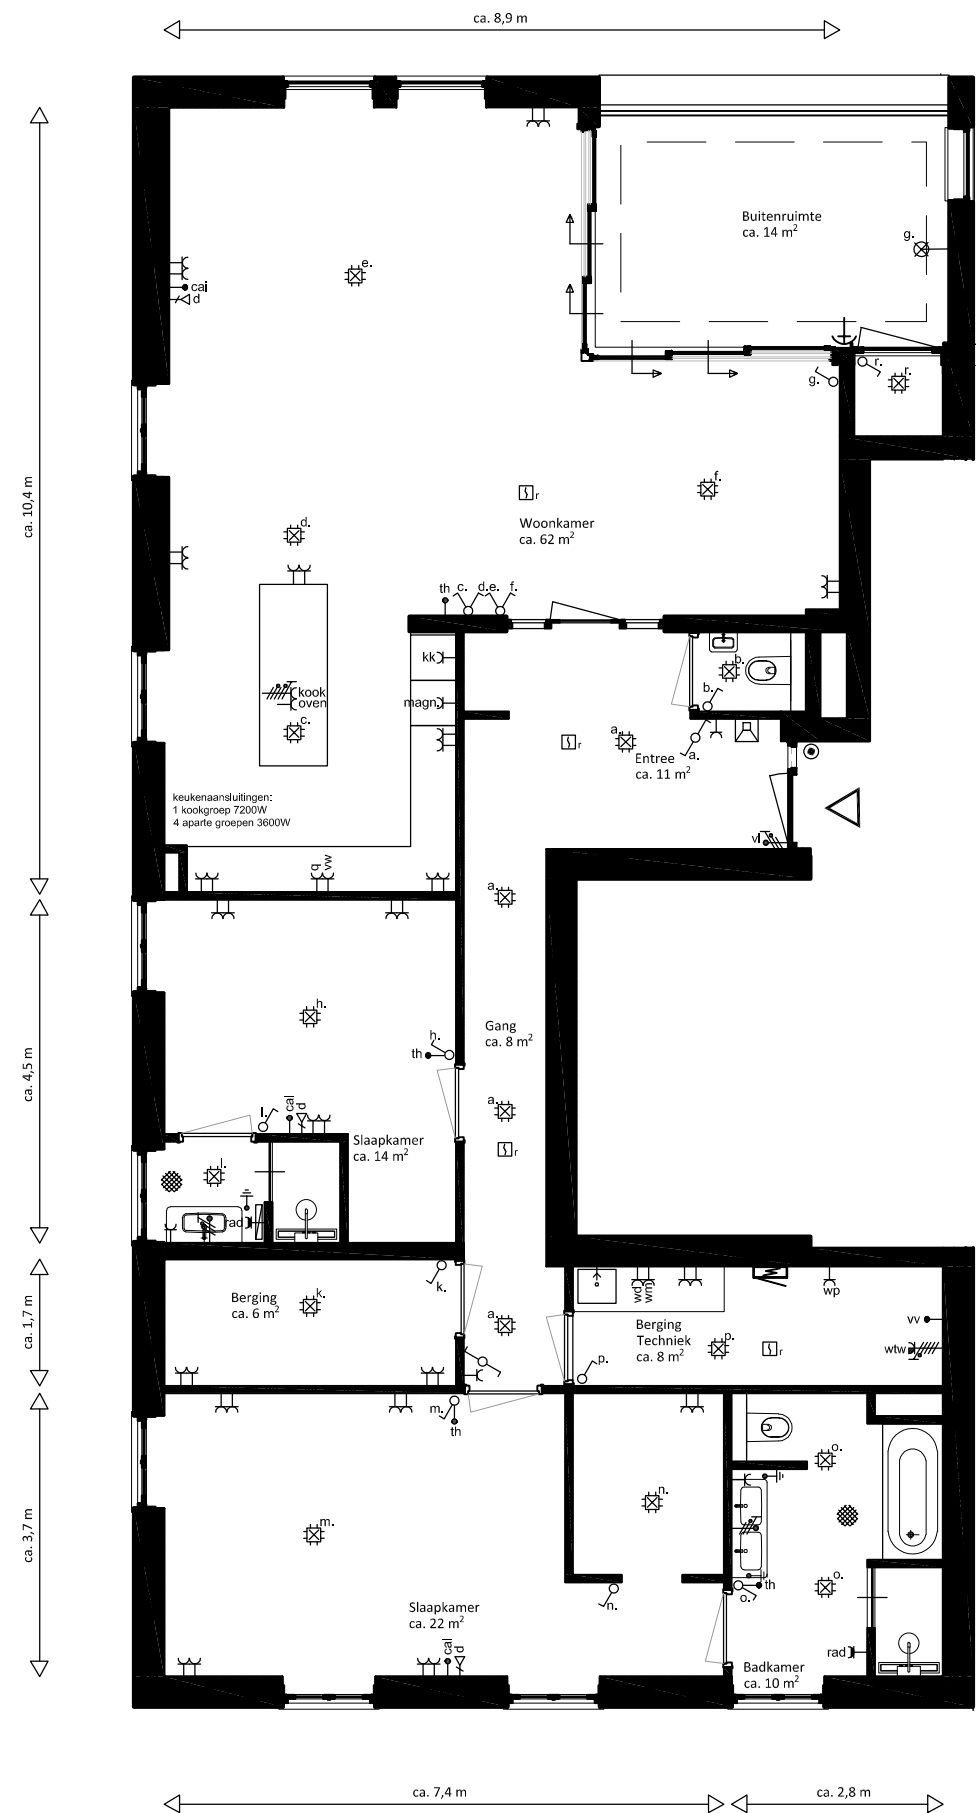 ca. 8,9 m
ca. 10,4 m
Buitenruimte
ca. 14 m²
g.
e.
cai
d
g.
r.
r.
r
f.
Woonkamer
ca. 62 m²
d.
th
c.
d.e.
f.
kk
b.
b.
kook
oven
magn.
c.
r
a.
a.
Entree
ca. 11 m²
keukenaansluitingen:
1 kookgroep 7200W
4 aparte groepen 3600W
vl
q
vw
a.
ca. 4,5 m
h.
h.
th
Gang
ca. 8 m²
a.
r
l.
cai
d
Slaapkamer
ca. 14 m²
l.
rad
ca. 1,7 m
k.
Berging
ca. 6 m²
k.
a.
wd
wm
wp
Berging
Techniek
ca. 8 m²
p.
r
vv
wtw
p.
m.
th
ca. 3,7 m
o.
n.
m.
o.
th
o.
n.
Slaapkamer
ca. 22 m²
cai
d
rad
Badkamer
ca. 10 m²
ca. 7,4 m
ca. 2,8 m